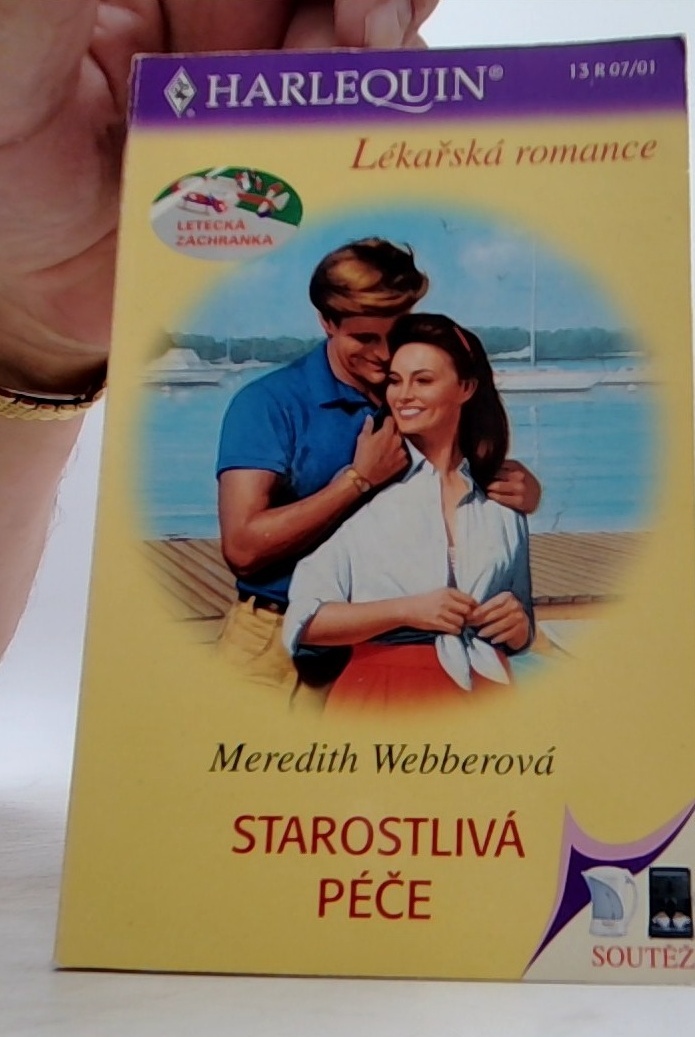 HARLEQUIN®
13 R 07/01
Lékařská romance
LETECKÁ
ZÁCHRANKA
Meredith Webberová
STAROSTLIVÁ
PÉČE
SOUTĚŽ